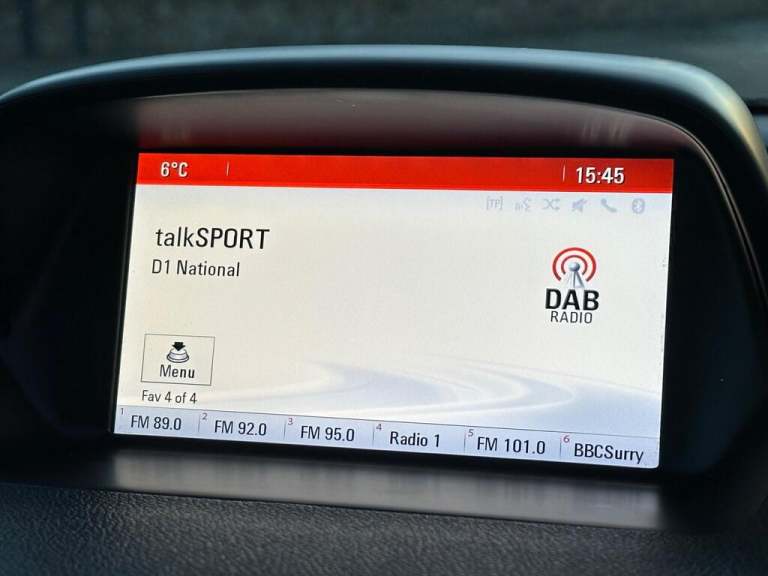 6°C 15:45
[TP]
talkSPORT
D1 National
DAB
RADIO
Menu
Fav 4 of 4
1 FM 89.0 2 FM 92.0 3 FM 95.0 4 Radio 1 5 FM 101.0 6 BBCSurry